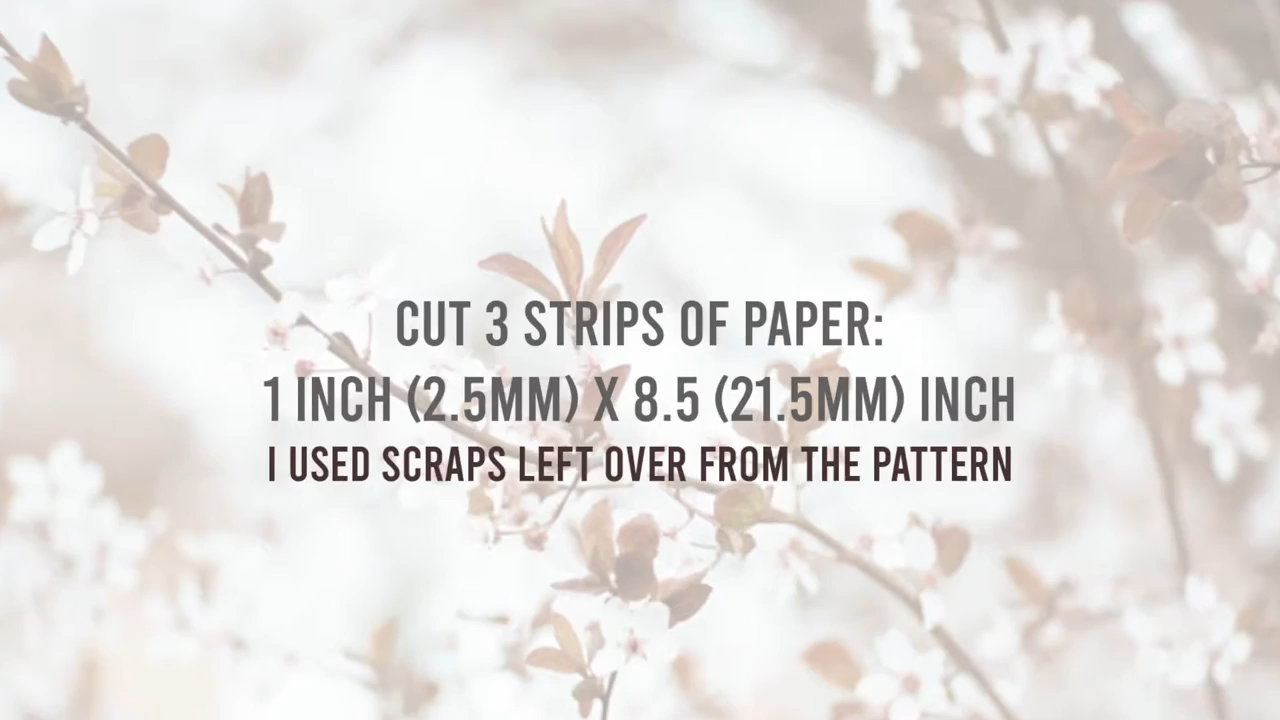 CUT 3 STRIPS OF PAPER:
1 INCH (2.5MM) X 8.5 (21.5MM) INCH
I USED SCRAPS LEFT OVER FROM THE PATTERN